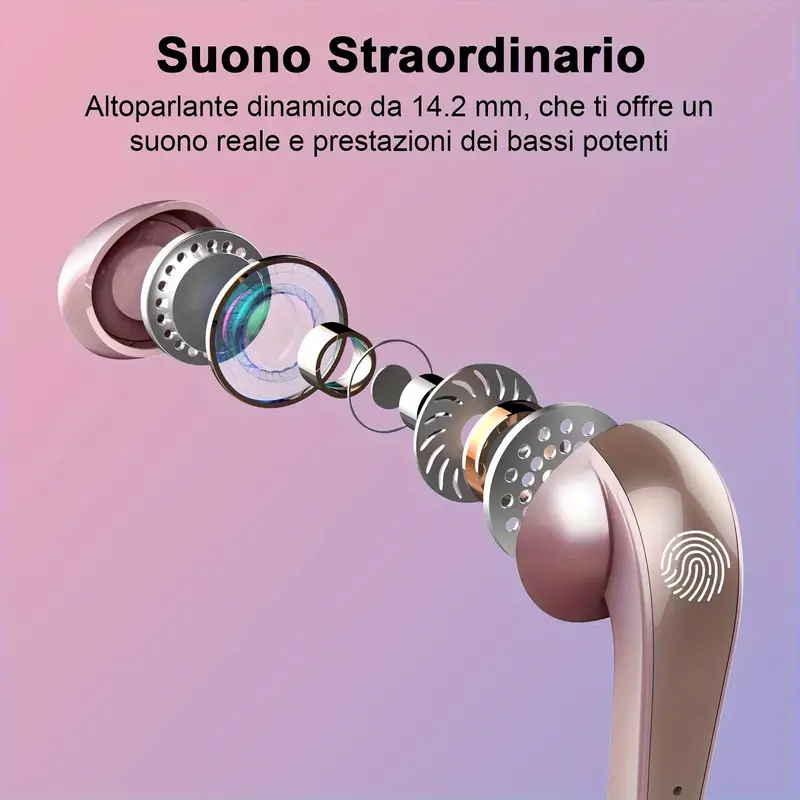 Suono Straordinario
Altoparlante dinamico da 14.2 mm, che ti offre un
suono reale e prestazioni dei bassi potenti